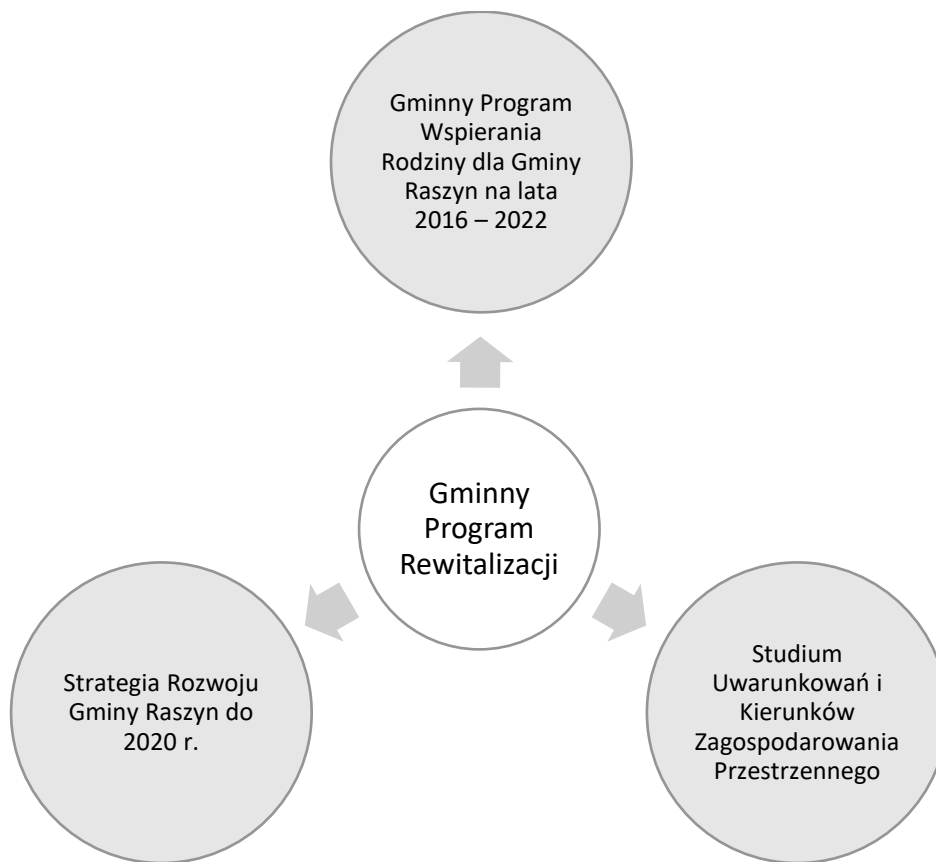 Gminny Program
Wspierania
Rodziny dla Gminy
Raszyn na lata
2016 – 2022
Gminny
Program
Rewitalizacji
Strategia Rozwoju
Gminy Raszyn do
2020 r.
Studium
Uwarunkowań i
Kierunków
Zagospodarowania
Przestrzennego